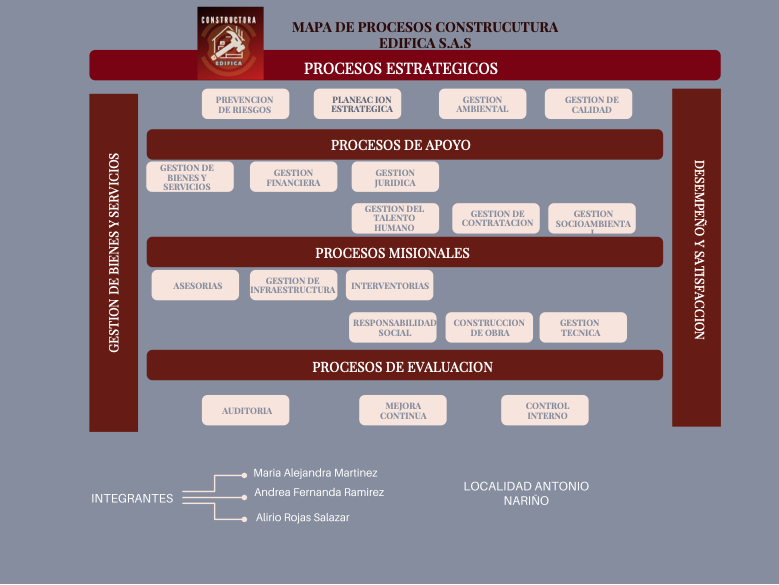 CONSTRUCTURA
EDIFICA
MAPA DE PROCESOS CONSTRUCUTURA
EDIFICA S.A.S
PROCESOS ESTRATEGICOS
PREVENCION
DE RIESGOS
PLANEAC ION
ESTRATEGICA
GESTION
AMBIENTAL
GESTION DE
CALIDAD
GESTION DE BIENES Y SERVICIOS
DESEMPEÑO Y SATISFACCION
PROCESOS DE APOYO
GESTION DE
BIENES Y
SERVICIOS
GESTION
FINANCIERA
GESTION
JURIDICA
GESTION DEL
TALENTO
HUMANO
GESTION DE
CONTRATACION
GESTION
SOCIOAMBIENTA
L
PROCESOS MISIONALES
ASESORIAS
GESTION DE
INFRAESTRUCTURA
INTERVENTORIAS
RESPONSABILIDAD
SOCIAL
CONSTRUCCION
DE OBRA
GESTION
TECNICA
PROCESOS DE EVALUACION
AUDITORIA
MEJORA
CONTINUA
CONTROL
INTERNO
INTEGRANTES
Maria Alejandra Martinez
Andrea Fernanda Ramirez
Alirio Rojas Salazar
LOCALIDAD ANTONIO
NARIÑO